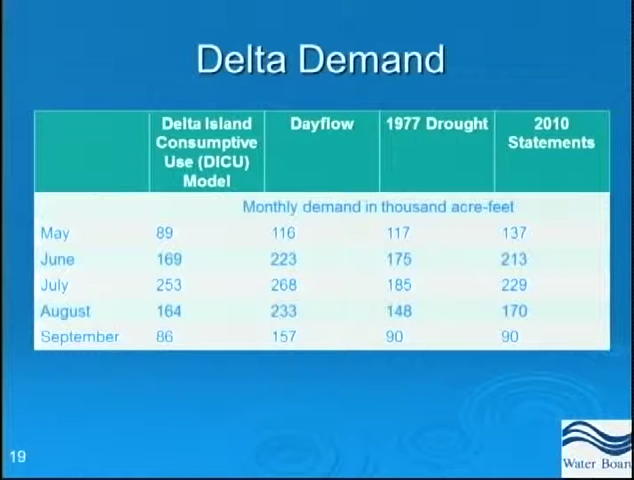 Delta Demand
Delta Island Consumptive Use (DICU) Model Dayflow 1977 Drought 2010 Statements
Monthly demand in thousand acre-feet
May 89 116 117 137
June 169 223 175 213
July 253 268 185 229
August 164 233 148 170
September 86 157 90 90
19
Water Boar